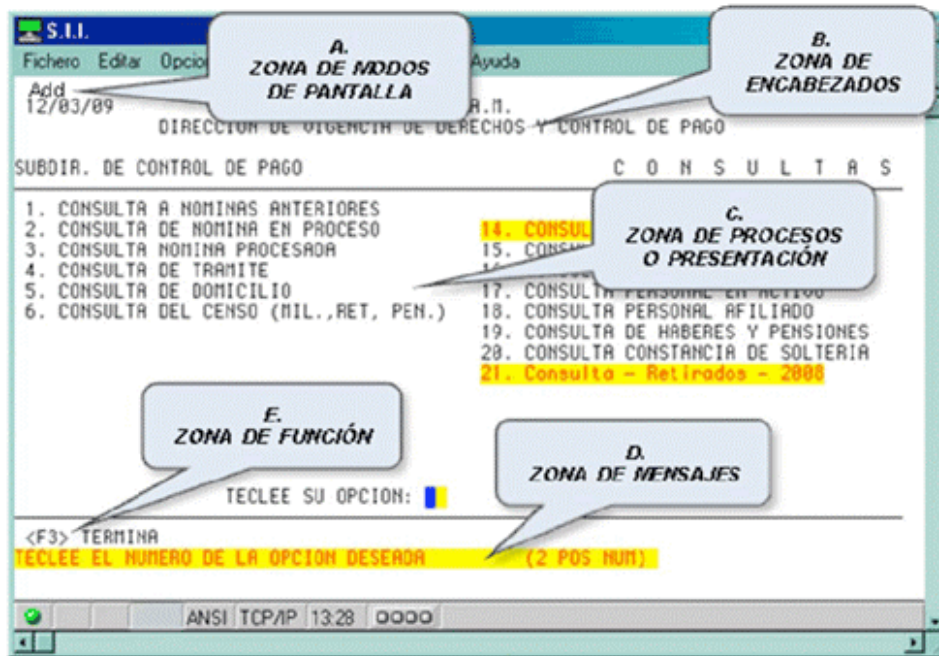 S.I.I.
Fichero Editar Ayuda
A.
ZONA DE MODOS
DE PANTALLA
B.
ZONA DE
ENCABEZADOS
Add
12/03/09
DIRECCION DE VIGENCIA DE DERECHOS Y CONTROL DE PAGO
SUBDIR. DE CONTROL DE PAGO C O N S U L T A S
1. CONSULTA A NOMINAS ANTERIORES
2. CONSULTA DE NOMINA EN PROCESO
3. CONSULTA NOMINA PROCESADA
4. CONSULTA DE TRAMITE
5. CONSULTA DE DOMICILIO
6. CONSULTA DEL CENSO (MIL.,RET, PEN.)
C.
ZONA DE PROCESOS
O PRESENTACIÓN
14.
15.
17. CONSULTA PERSONAL EN ACTIVO
18. CONSULTA PERSONAL AFILIADO
19. CONSULTA DE HABERES Y PENSIONES
20. CONSULTA CONSTANCIA DE SOLTERIA
21. Consulta - Retirados - 2008
E.
ZONA DE FUNCIÓN
D.
ZONA DE MENSAJES
TECLEE SU OPCION:
<F3> TERMINA
TECLEE EL NUMERO DE LA OPCION DESEADA (2 POS NUM)
ANSI TCP/IP 13:28